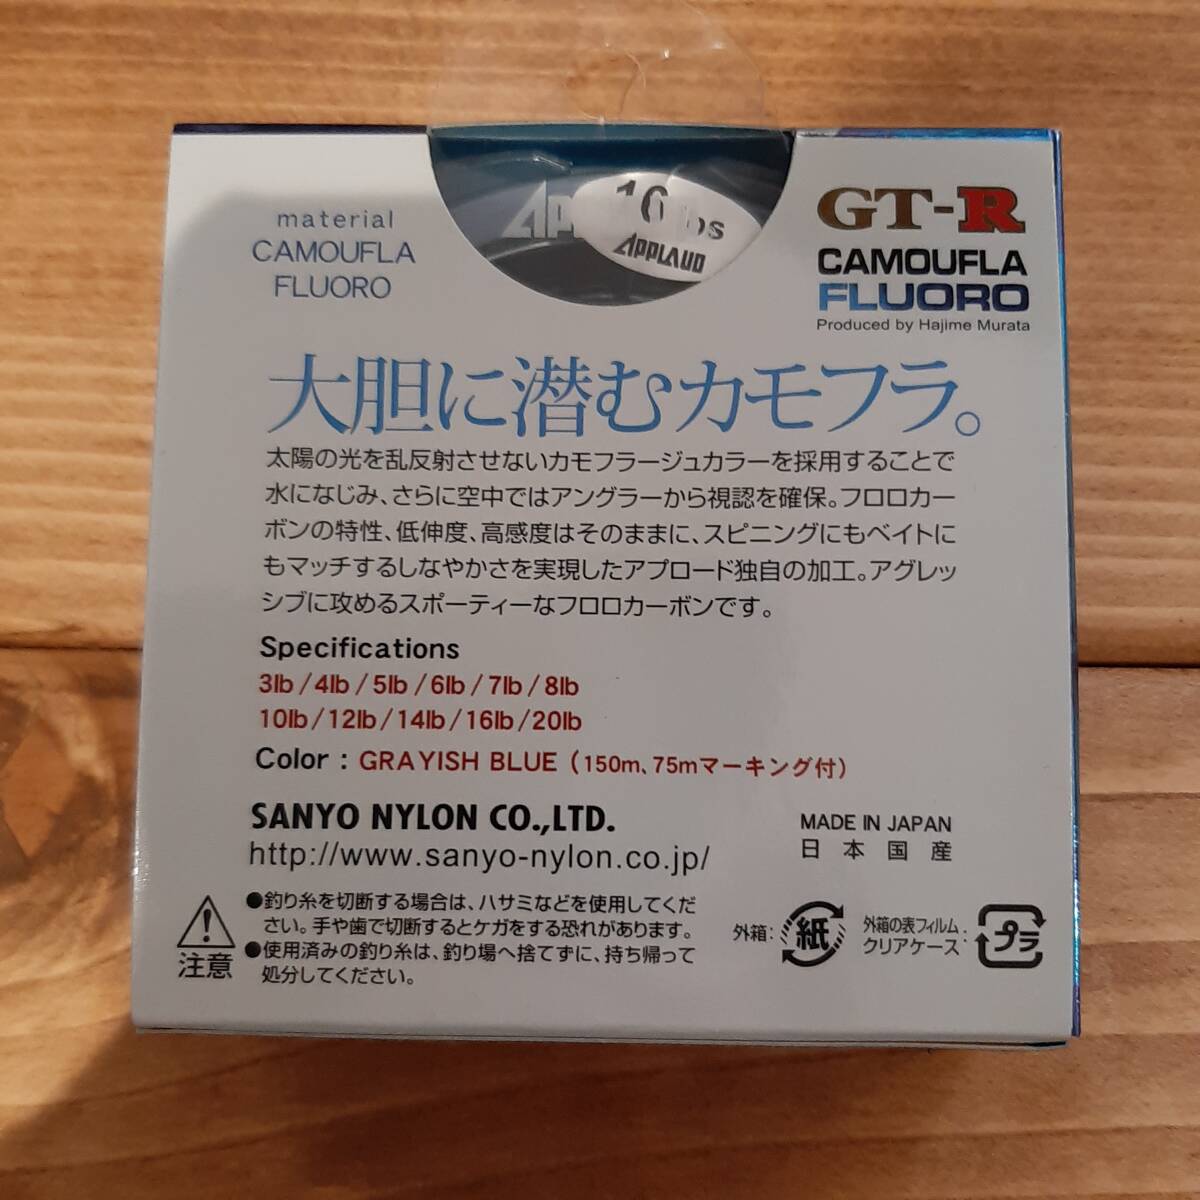 material
CAMOUFLA
FLUORO
16lbs
APPLAUD
GT-R
CAMOUFLA
FLUORO
Produced by Hajime Murata
大胆に潜むカモフラ。
太陽の光を乱反射させないカモフラージュカラーを採用することで
水になじみ、さらに空中ではアングラーから視認を確保。フロロカー
ボンの特性、低伸度、高感度はそのままに、スピニングにもベイトに
もマッチするしなやかさを実現したアプロード独自の加工。アグレッ
シブに攻めるスポーティーなフロロカーボンです。
Specifications
3lb / 4lb / 5lb / 6lb / 7lb / 8lb
10lb / 12lb / 14lb / 16lb / 20lb
Color : GRAYISH BLUE (150m、75mマーキング付)
SANYO NYLON CO.,LTD.
http://www.sanyo-nylon.co.jp/
MADE IN JAPAN
日本国産
注意
●釣り糸を切断する場合は、ハサミなどを使用してくだ
さい。手や歯で切断するとケガをする恐れがあります。
●使用済みの釣り糸は、釣り場へ捨てずに、持ち帰って
処分してください。
外箱: 紙
外箱の表フィルム、
クリアケース: プラ